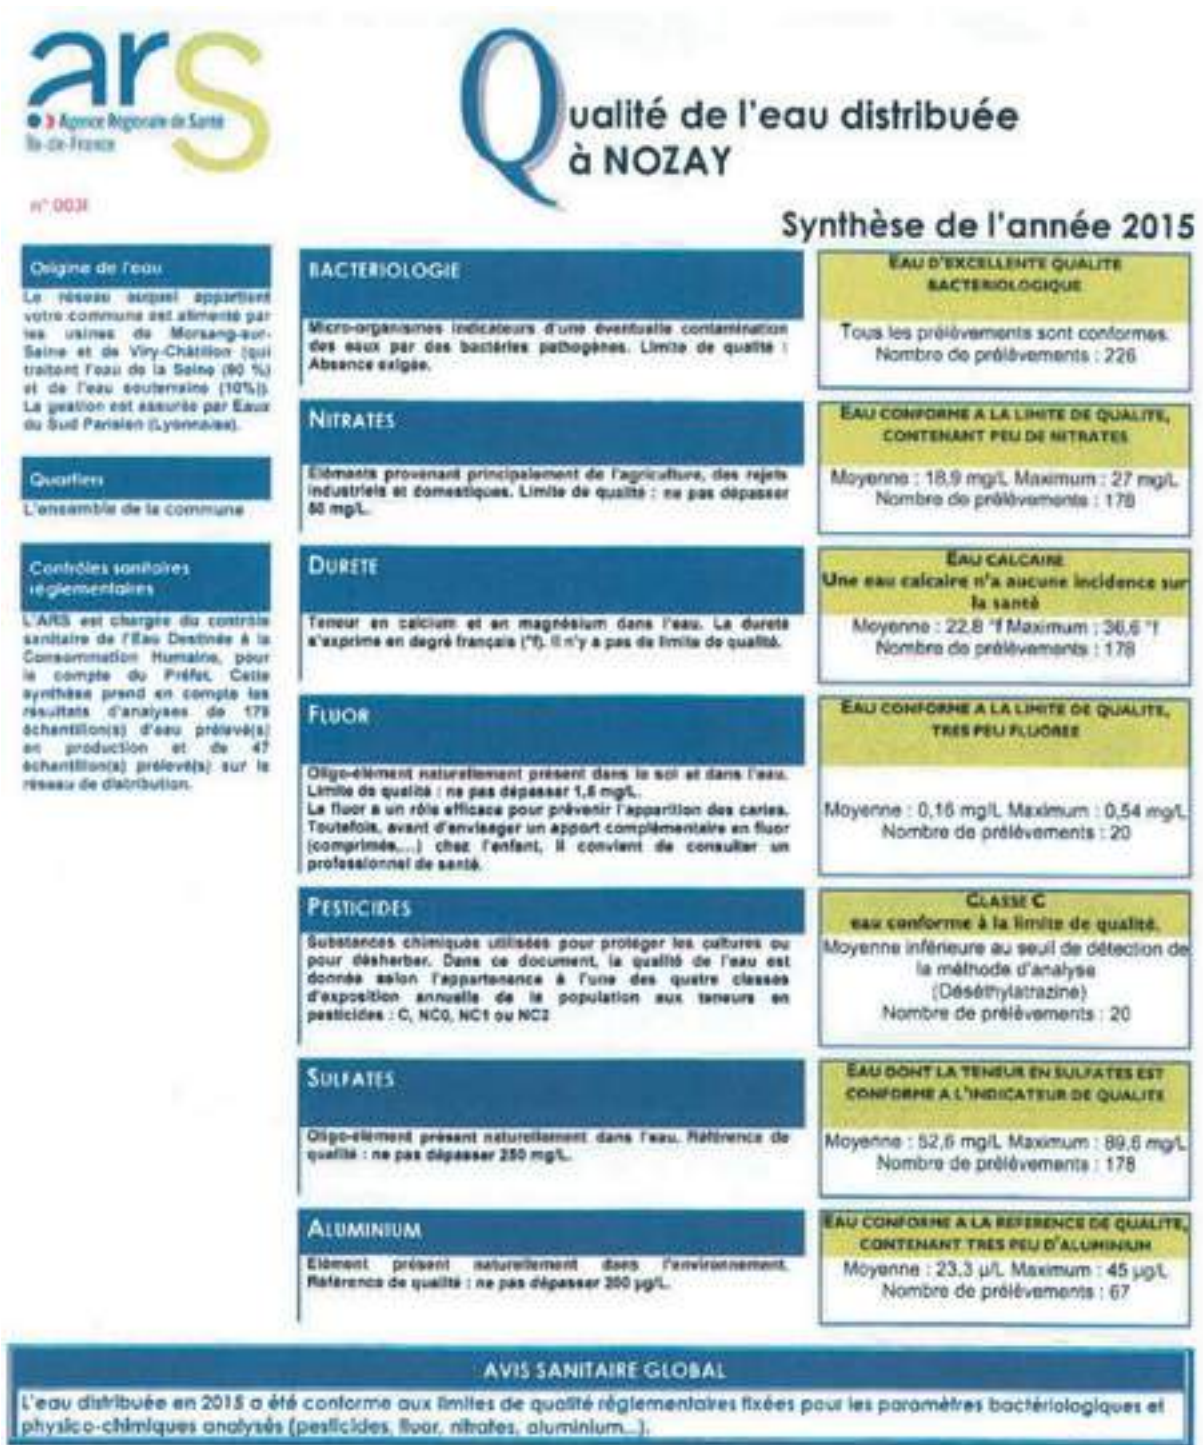 ars
Agence Régionale de Santé
Île-de-France
Qualité de l'eau distribuée
à NOZAY
n° 003I
Synthèse de l'année 2015
Origine de l'eau
Le réseau auquel appartient
votre commune est alimenté par
les usines de Morsang-sur-
Seine et de Viry-Châtillon (qui
traitent l'eau de la Seine (90 %)
et de l'eau souterraine (10%)).
La gestion est assurée par Eaux
du Sud Parisien (Lyonnaise).
Quartiers
L'ensemble de la commune
Contrôles sanitaires
réglementaires
L'ARS est chargée du contrôle
sanitaire de l'Eau Destinée à la
Consommation Humaine, pour
le compte du Préfet. Cette
synthèse prend en compte les
résultats d'analyses de 179
échantillon(s) d'eau prélevé(s)
en production et de 47
échantillon(s) prélevé(s) sur le
réseau de distribution.
BACTERIOLOGIE
Micro-organismes indicateurs d'une éventuelle contamination
des eaux par des bactéries pathogènes. Limite de qualité :
Absence exigée.
EAU D'EXCELLENTE QUALITE
BACTERIOLOGIQUE
Tous les prélèvements sont conformes.
Nombre de prélèvements : 226
NITRATES
Eléments provenant principalement de l'agriculture, des rejets
industriels et domestiques. Limite de qualité : ne pas dépasser
50 mg/L.
EAU CONFORME A LA LIMITE DE QUALITE,
CONTENANT PEU DE NITRATES
Moyenne : 18,9 mg/L Maximum : 27 mg/L
Nombre de prélèvements : 178
DURETE
Teneur en calcium et en magnésium dans l'eau. La dureté
s'exprime en degré français (°f). Il n'y a pas de limite de qualité.
EAU CALCAIRE
Une eau calcaire n'a aucune incidence sur
la santé
Moyenne : 22,8 °f Maximum : 36,6 °f
Nombre de prélèvements : 178
FLUOR
Oligo-élément naturellement présent dans le sol et dans l'eau.
Limite de qualité : ne pas dépasser 1,5 mg/L.
Le fluor a un rôle efficace pour prévenir l'apparition des caries.
Toutefois, avant d'envisager un apport complémentaire en fluor
(comprimés,...) chez l'enfant, il convient de consulter un
professionnel de santé.
EAU CONFORME A LA LIMITE DE QUALITE,
TRES PEU FLUOREE
Moyenne : 0,16 mg/L Maximum : 0,54 mg/L
Nombre de prélèvements : 20
PESTICIDES
Substances chimiques utilisées pour protéger les cultures ou
pour désherber. Dans ce document, la qualité de l'eau est
donnée selon l'appartenance à l'une des quatre classes
d'exposition annuelle de la population aux teneurs en
pesticides : C, NC0, NC1 ou NC2
CLASSE C
eau conforme à la limite de qualité.
Moyenne inférieure au seuil de détection de
la méthode d'analyse
(Déséthylatrazine)
Nombre de prélèvements : 20
SULFATES
Oligo-élément présent naturellement dans l'eau. Référence de
qualité : ne pas dépasser 250 mg/L.
EAU DONT LA TENEUR EN SULFATES EST
CONFORME A L'INDICATEUR DE QUALITE
Moyenne : 52,6 mg/L Maximum : 89,6 mg/L
Nombre de prélèvements : 178
ALUMINIUM
Elément présent naturellement dans l'environnement.
Référence de qualité : ne pas dépasser 200 µg/L.
EAU CONFORME A LA REFERENCE DE QUALITE,
CONTENANT TRES PEU D'ALUMINIUM
Moyenne : 23,3 µ/L Maximum : 45 µg/L
Nombre de prélèvements : 67
AVIS SANITAIRE GLOBAL
L'eau distribuée en 2015 a été conforme aux limites de qualité réglementaires fixées pour les paramètres bactériologiques et
physico-chimiques analysés (pesticides, fluor, nitrates, aluminium...).